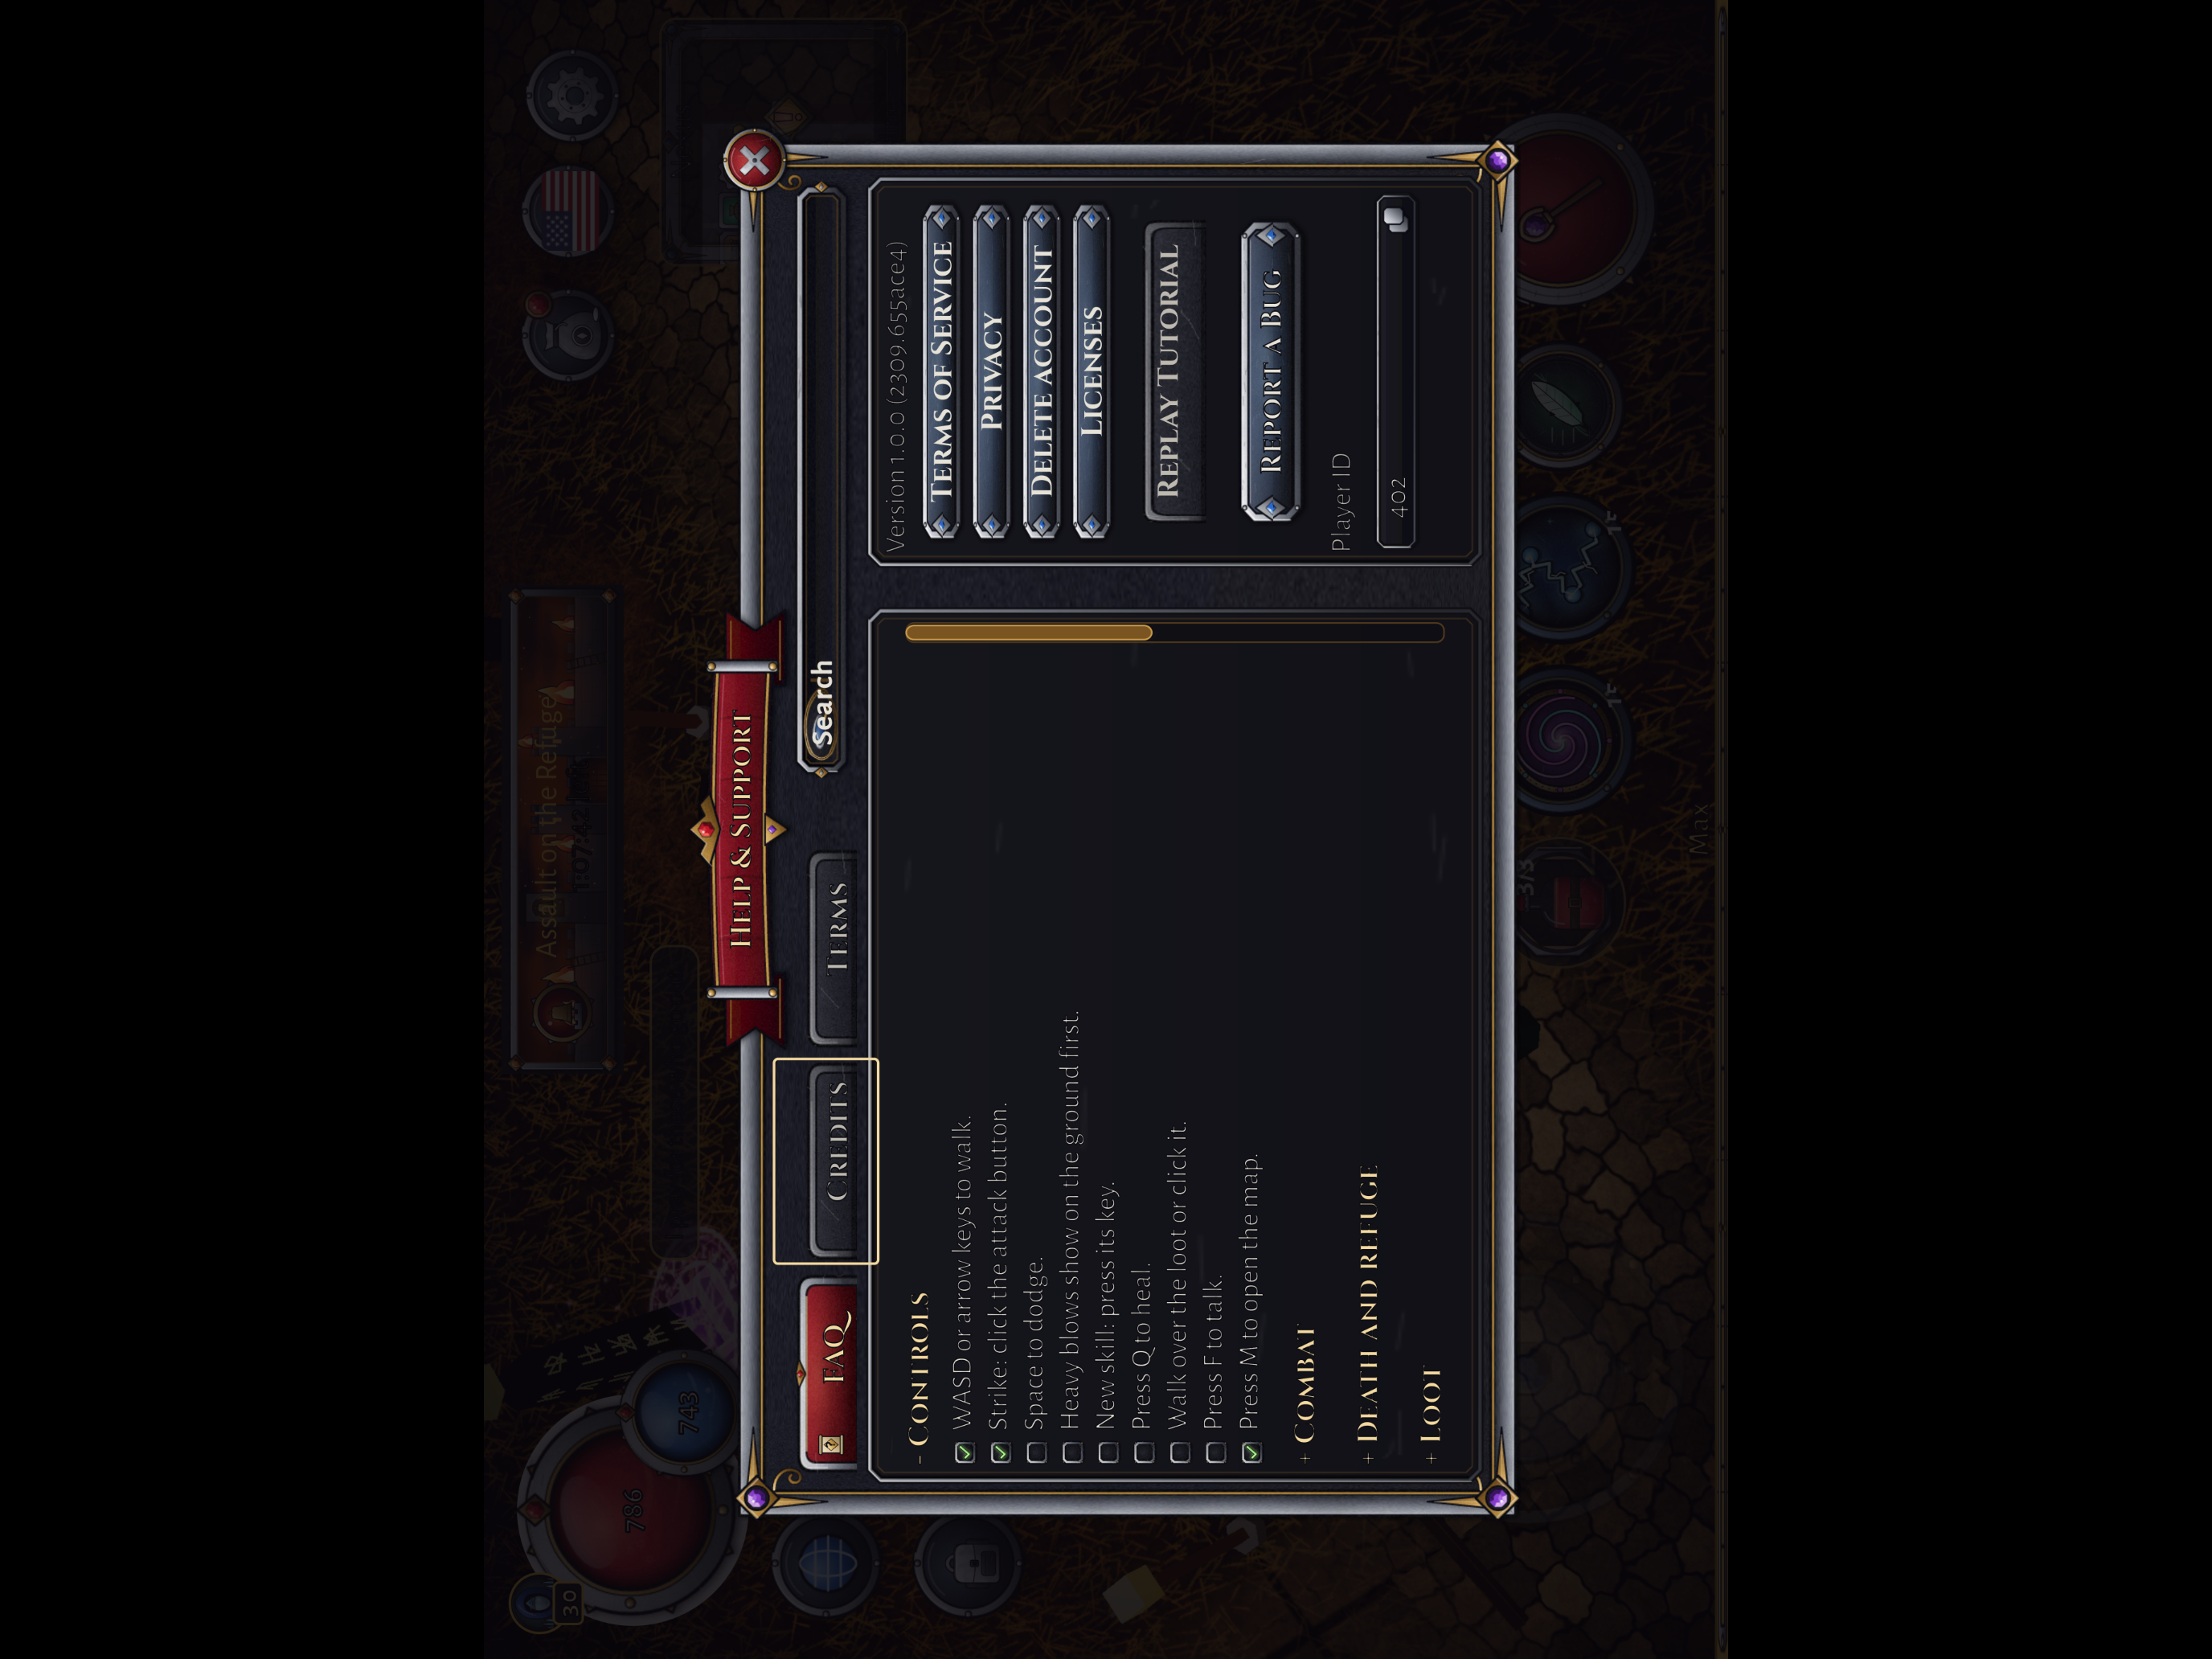 30
786
743
Assault on the Refuge
HELP & SUPPORT
FAQ
CREDITS
TERMS
Search
- CONTROLS
WASD or arrow keys to walk.
Strike: click the attack button.
Space to dodge.
Heavy blows show on the ground first.
New skill: press its key.
Press Q to heal.
Walk over the loot or click it.
Press F to talk.
Press M to open the map.
+ COMBAT
+ DEATH AND REFUGE
+ LOOT
Version 1.0.0 (2309.655ace4)
TERMS OF SERVICE
PRIVACY
DELETE ACCOUNT
LICENSES
REPLAY TUTORIAL
REPORT A BUG
Player ID
402
3/3
Max